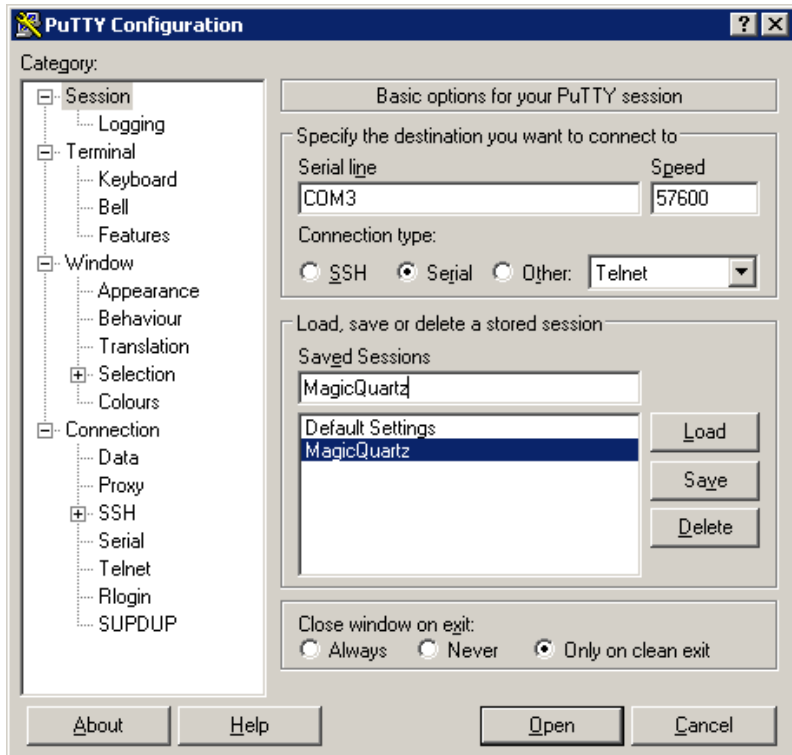 PuTTY Configuration
Category:
Session
Logging
Terminal
Keyboard
Bell
Features
Window
Appearance
Behaviour
Translation
Selection
Colours
Connection
Data
Proxy
SSH
Serial
Telnet
Rlogin
SUPDUP
Basic options for your PuTTY session
Specify the destination you want to connect to
Serial line Speed
COM3 57600
Connection type:
SSH Serial Other: Telnet
Load, save or delete a stored session
Saved Sessions
MagicQuartz
Default Settings
MagicQuartz
Load
Save
Delete
Close window on exit:
Always Never Only on clean exit
About Help Open Cancel